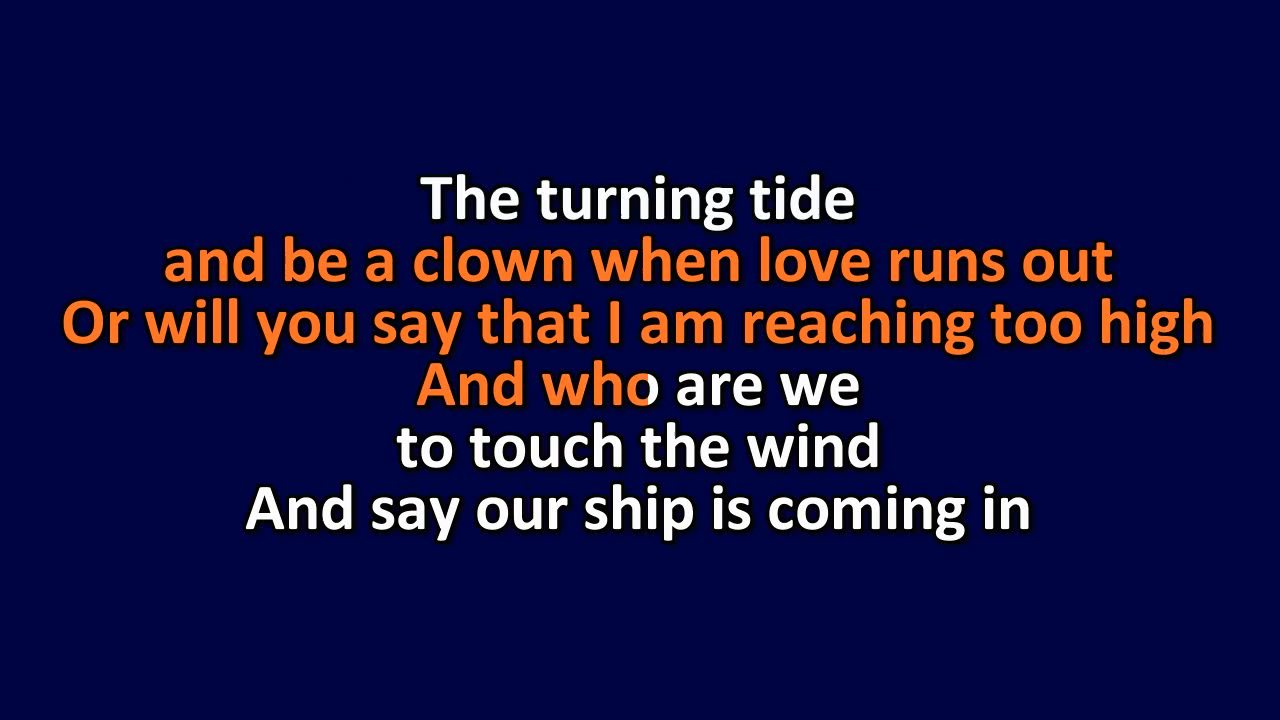 The turning tide
and be a clown when love runs out
Or will you say that I am reaching too high
And who are we
to touch the wind
And say our ship is coming in